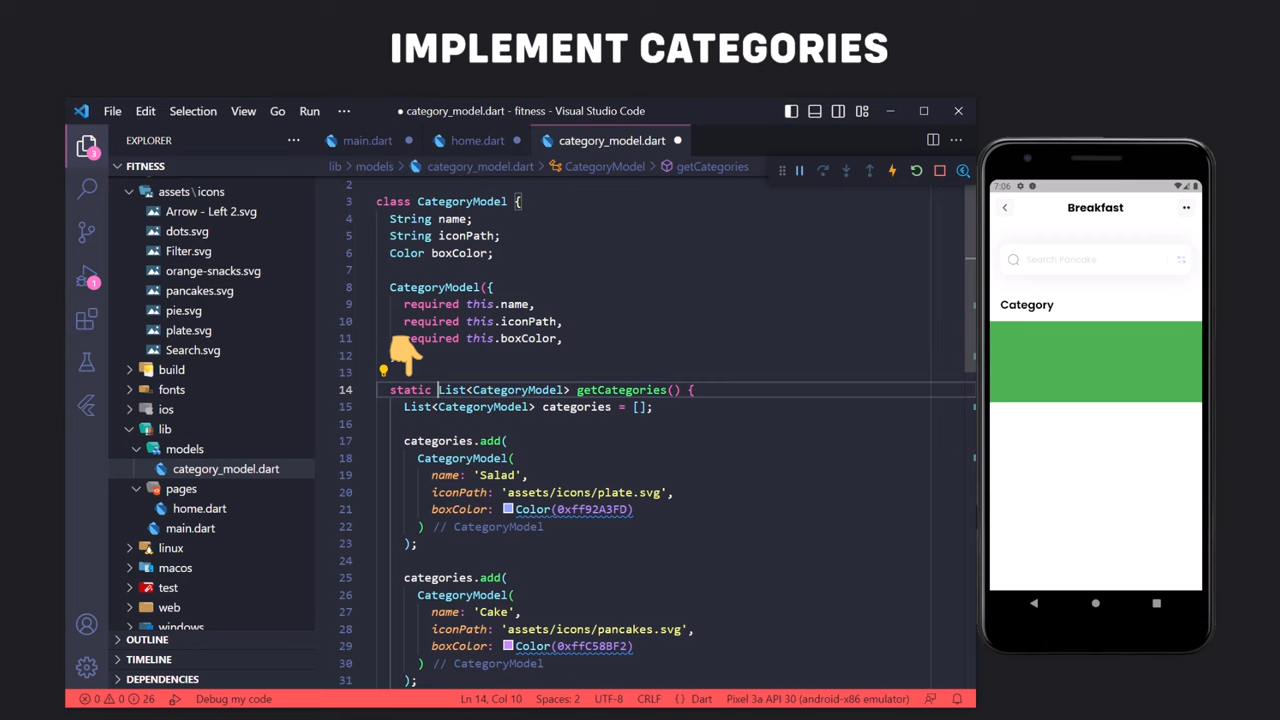 IMPLEMENT CATEGORIES
File Edit Selection View Go Run ··· ● category_model.dart - fitness - Visual Studio Code
EXPLORER ···
main.dart home.dart category_model.dart
FITNESS
lib > models > category_model.dart > CategoryModel > getCategories
assets\icons
Arrow - Left 2.svg
dots.svg
Filter.svg
orange-snacks.svg
pancakes.svg
pie.svg
plate.svg
Search.svg
build
fonts
ios
lib
models
category_model.dart
pages
home.dart
main.dart
linux
macos
test
web
windows
OUTLINE
TIMELINE
DEPENDENCIES
3
1
2
3 class CategoryModel {
4 String name;
5 String iconPath;
6 Color boxColor;
7
8 CategoryModel({
9 required this.name,
10 required this.iconPath,
11 required this.boxColor,
12
13
14 static List<CategoryModel> getCategories() {
15 List<CategoryModel> categories = [];
16
17 categories.add(
18 CategoryModel(
19 name: 'Salad',
20 iconPath: 'assets/icons/plate.svg',
21 boxColor: Color(0xff92A3FD)
22 ) // CategoryModel
23 );
24
25 categories.add(
26 CategoryModel(
27 name: 'Cake',
28 iconPath: 'assets/icons/pancakes.svg',
29 boxColor: Color(0xffC58BF2)
30 ) // CategoryModel
31 );
0 0 26 Debug my code Ln 14, Col 10 Spaces: 2 UTF-8 CRLF {} Dart Pixel 3a API 30 (android-x86 emulator)
7:06
Breakfast
Search Pancake
Category